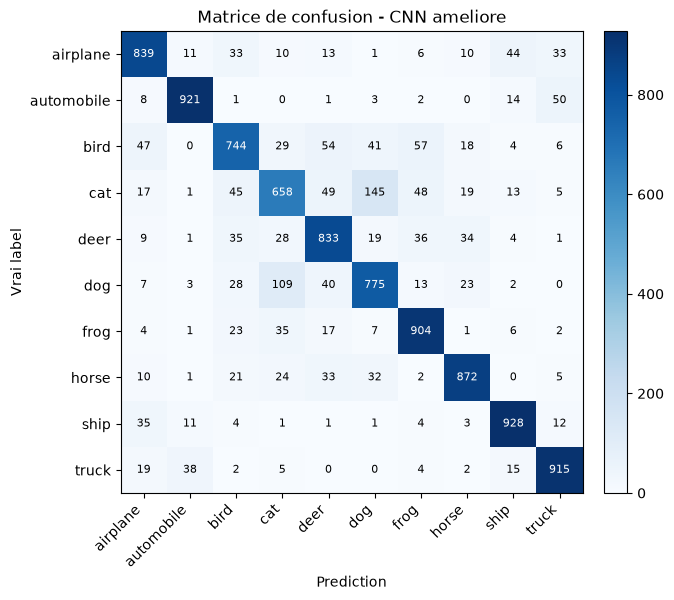 Matrice de confusion - CNN ameliore
Vrai label
airplane 839 11 33 10 13 1 6 10 44 33
automobile 8 921 1 0 1 3 2 0 14 50
bird 47 0 744 29 54 41 57 18 4 6
cat 17 1 45 658 49 145 48 19 13 5
deer 9 1 35 28 833 19 36 34 4 1
dog 7 3 28 109 40 775 13 23 2 0
frog 4 1 23 35 17 7 904 1 6 2
horse 10 1 21 24 33 32 2 872 0 5
ship 35 11 4 1 1 1 4 3 928 12
truck 19 38 2 5 0 0 4 2 15 915
airplane automobile bird cat deer dog frog horse ship truck
Prediction
800
600
400
200
0